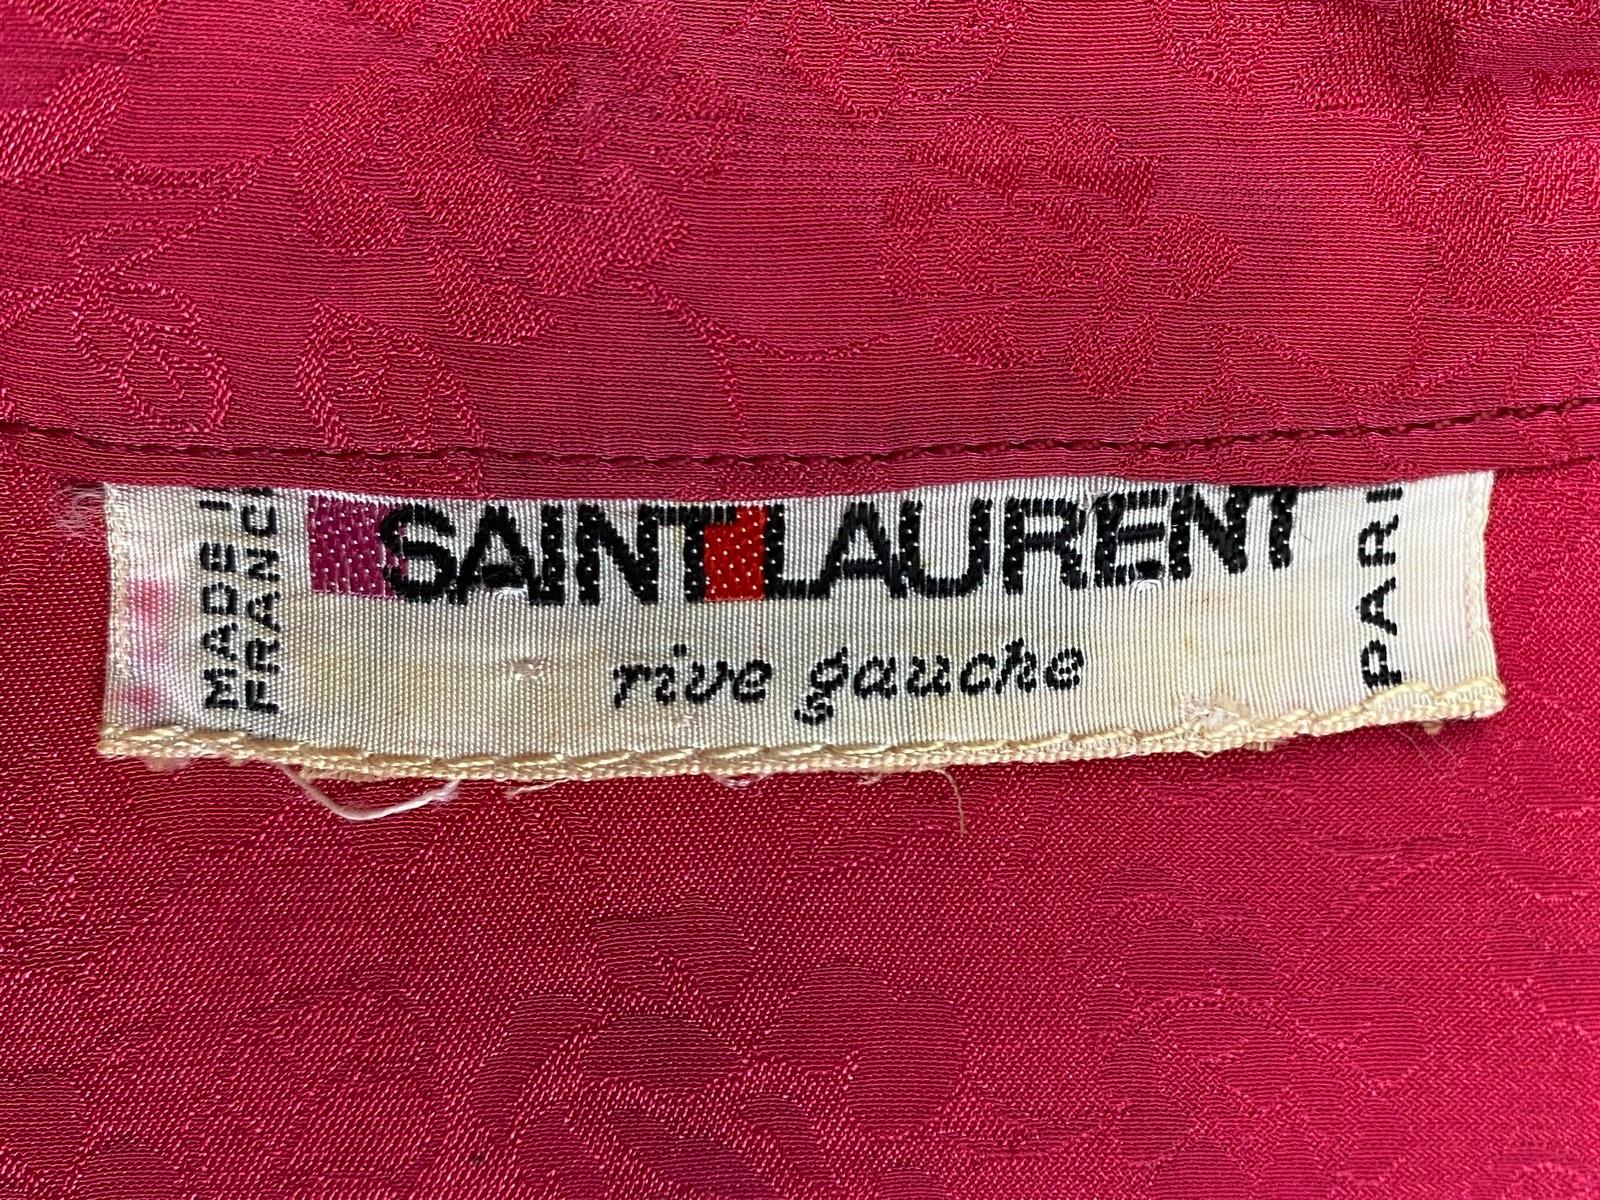 MADE I
FRANC
SAINT LAURENT
rive gauche
PARI